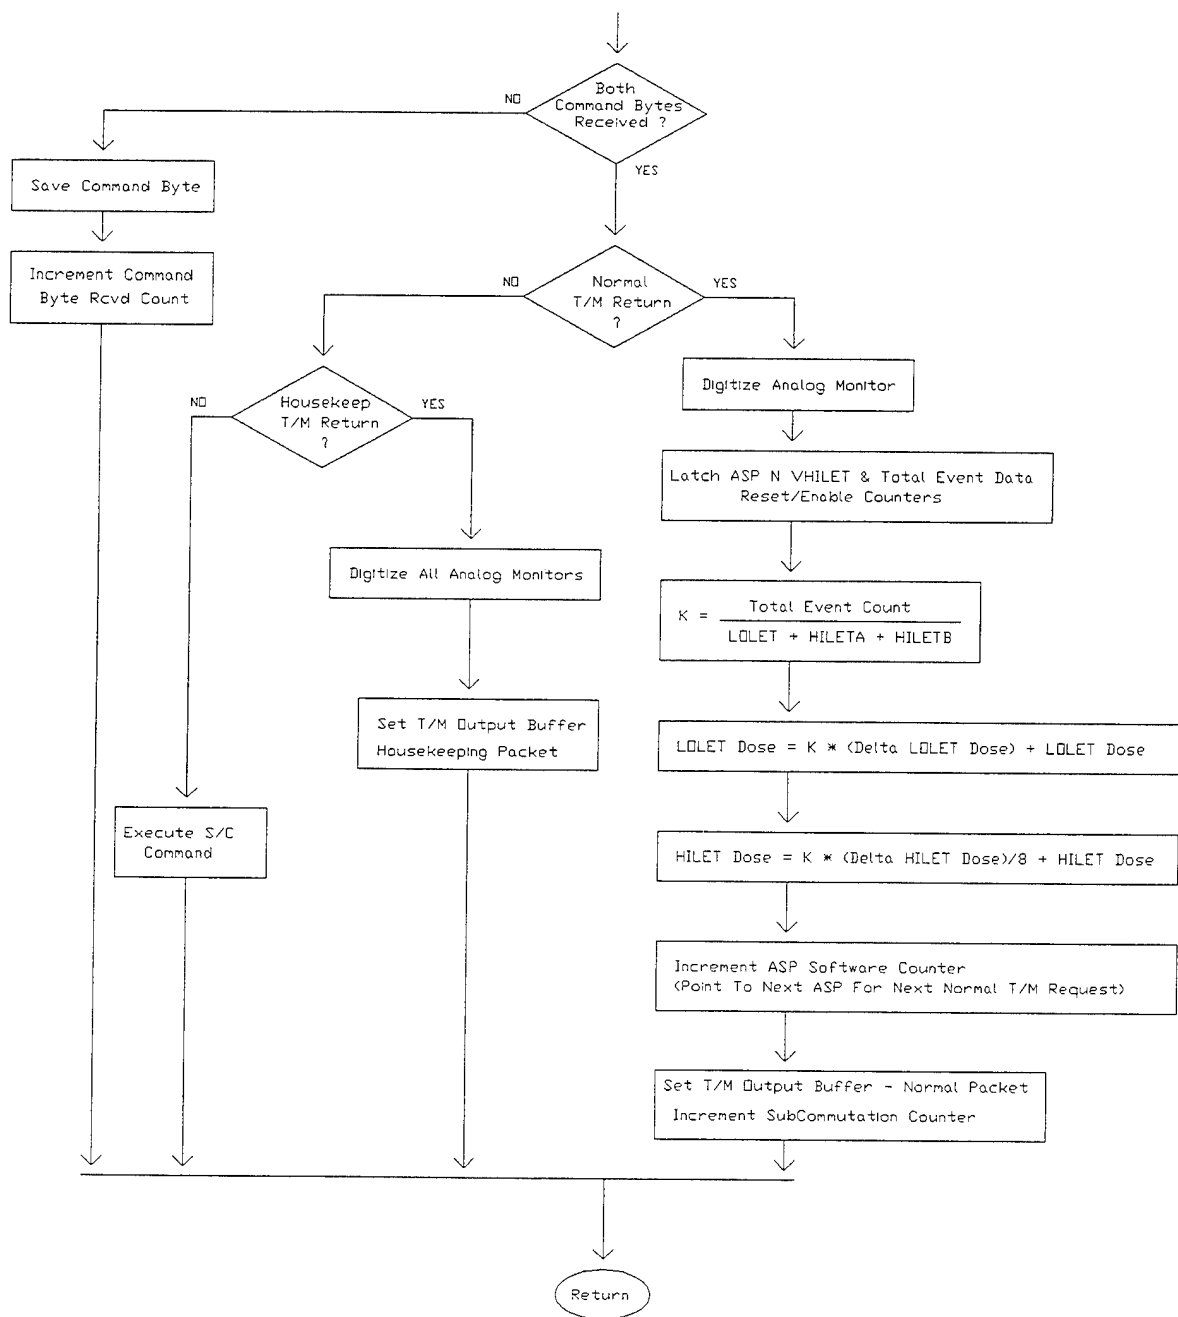 Both
Command Bytes
Received ?
NO
YES
Save Command Byte
Increment Command
Byte Rcvd Count
Normal
T/M Return
?
NO
YES
Housekeep
T/M Return
?
NO
YES
Digitize Analog Monitor
Latch ASP N VHILET & Total Event Data
Reset/Enable Counters
Digitize All Analog Monitors
K = Total Event Count
LOLET + HILETA + HILETB
Set T/M Output Buffer
Housekeeping Packet
LOLET Dose = K * (Delta LOLET Dose) + LOLET Dose
Execute S/C
Command
HILET Dose = K * (Delta HILET Dose)/8 + HILET Dose
Increment ASP Software Counter
(Point To Next ASP For Next Normal T/M Request)
Set T/M Output Buffer - Normal Packet
Increment SubCommutation Counter
Return